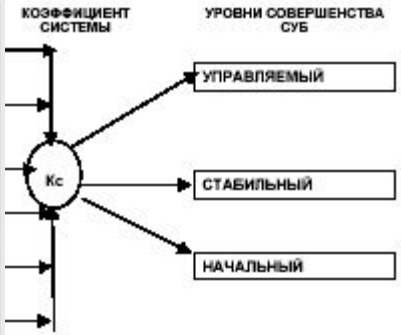 КОЭФФИЦИЕНТ
СИСТЕМЫ
УРОВНИ СОВЕРШЕНСТВА
СУБ
УПРАВЛЯЕМЫЙ
Кс
СТАБИЛЬНЫЙ
НАЧАЛЬНЫЙ